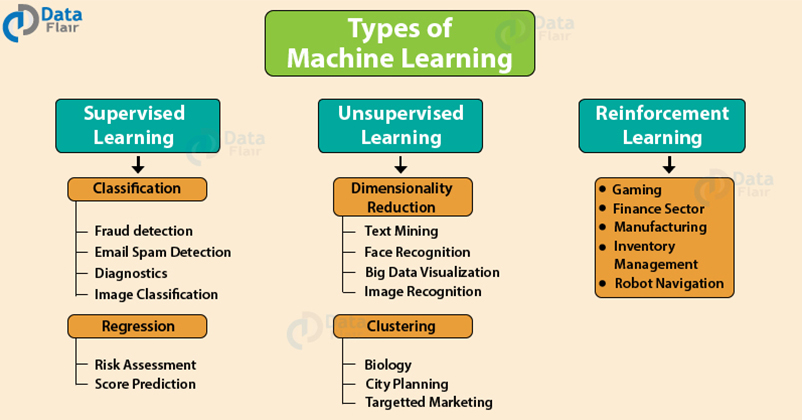 Data
Flair
Types of
Machine Learning
Supervised
Learning
Classification
Fraud detection
Email Spam Detection
Diagnostics
Image Classification
Regression
Risk Assessment
Score Prediction
Unsupervised
Learning
Dimensionality
Reduction
Text Mining
Face Recognition
Big Data Visualization
Image Recognition
Clustering
Biology
City Planning
Targetted Marketing
Reinforcement
Learning
Gaming
Finance Sector
Manufacturing
Inventory
Management
Robot Navigation
Data
Flair
Data
Flair
Data
Flair
Data
Flair